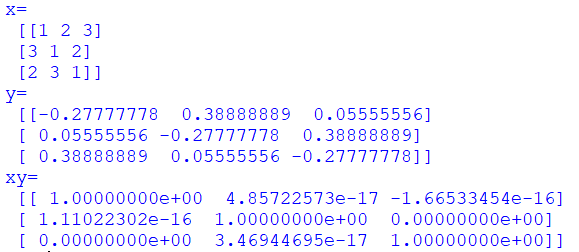 x=
[[1 2 3]
[3 1 2]
[2 3 1]]
y=
[[-0.27777778 0.38888889 0.05555556]
[ 0.05555556 -0.27777778 0.38888889]
[ 0.38888889 0.05555556 -0.27777778]]
xy=
[[ 1.00000000e+00 4.85722573e-17 -1.66533454e-16]
[ 1.11022302e-16 1.00000000e+00 0.00000000e+00]
[ 0.00000000e+00 3.46944695e-17 1.00000000e+00]]